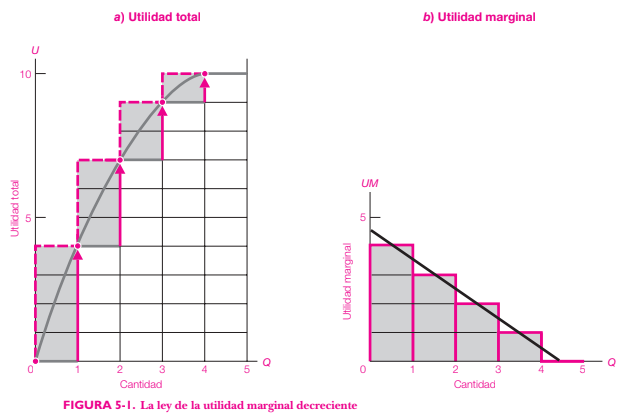 a) Utilidad total
b) Utilidad marginal
U
10
5
Utilidad total
0
1
2
3
4
5
Q
Cantidad
UM
5
Utilidad marginal
0
1
2
3
4
5
Q
Cantidad
FIGURA 5-1. La ley de la utilidad marginal decreciente